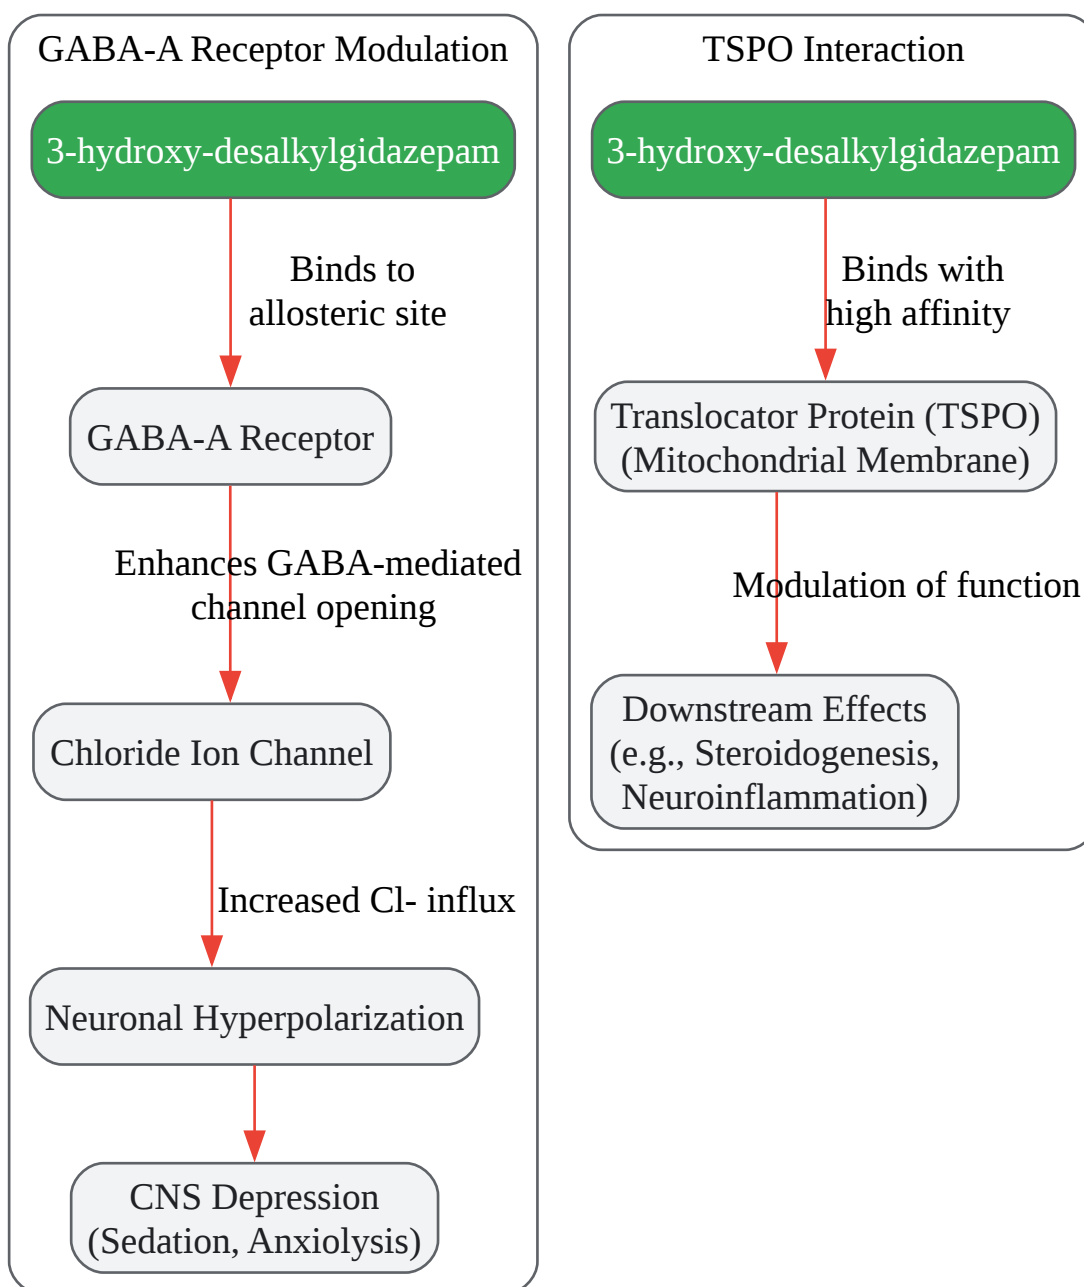 GABA-A Receptor Modulation
3-hydroxy-desalkylgidazepam
Binds to
allosteric site
GABA-A Receptor
Enhances GABA-mediated
channel opening
Chloride Ion Channel
Increased Cl- influx
Neuronal Hyperpolarization
CNS Depression
(Sedation, Anxiolysis)
TSPO Interaction
3-hydroxy-desalkylgidazepam
Binds with
high affinity
Translocator Protein (TSPO)
(Mitochondrial Membrane)
Modulation of function
Downstream Effects
(e.g., Steroidogenesis,
Neuroinflammation)